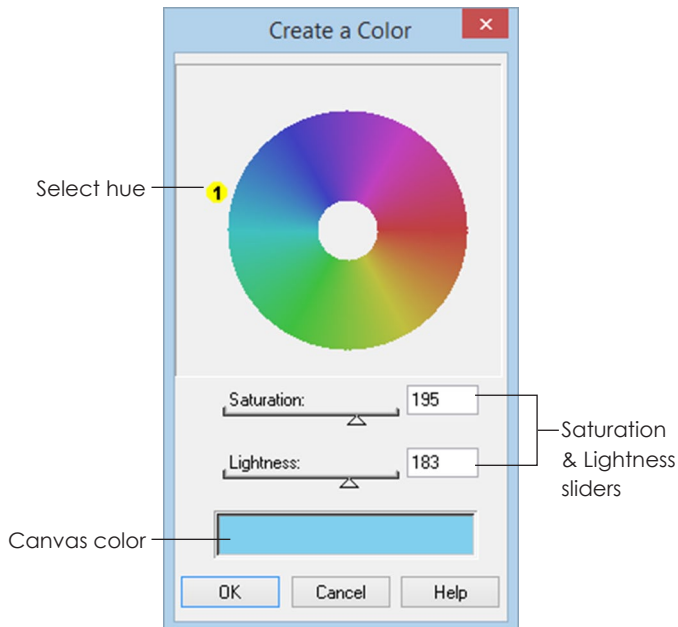 Create a Color
Select hue
1
Saturation:
195
Lightness:
183
Saturation
& Lightness
sliders
Canvas color
OK
Cancel
Help